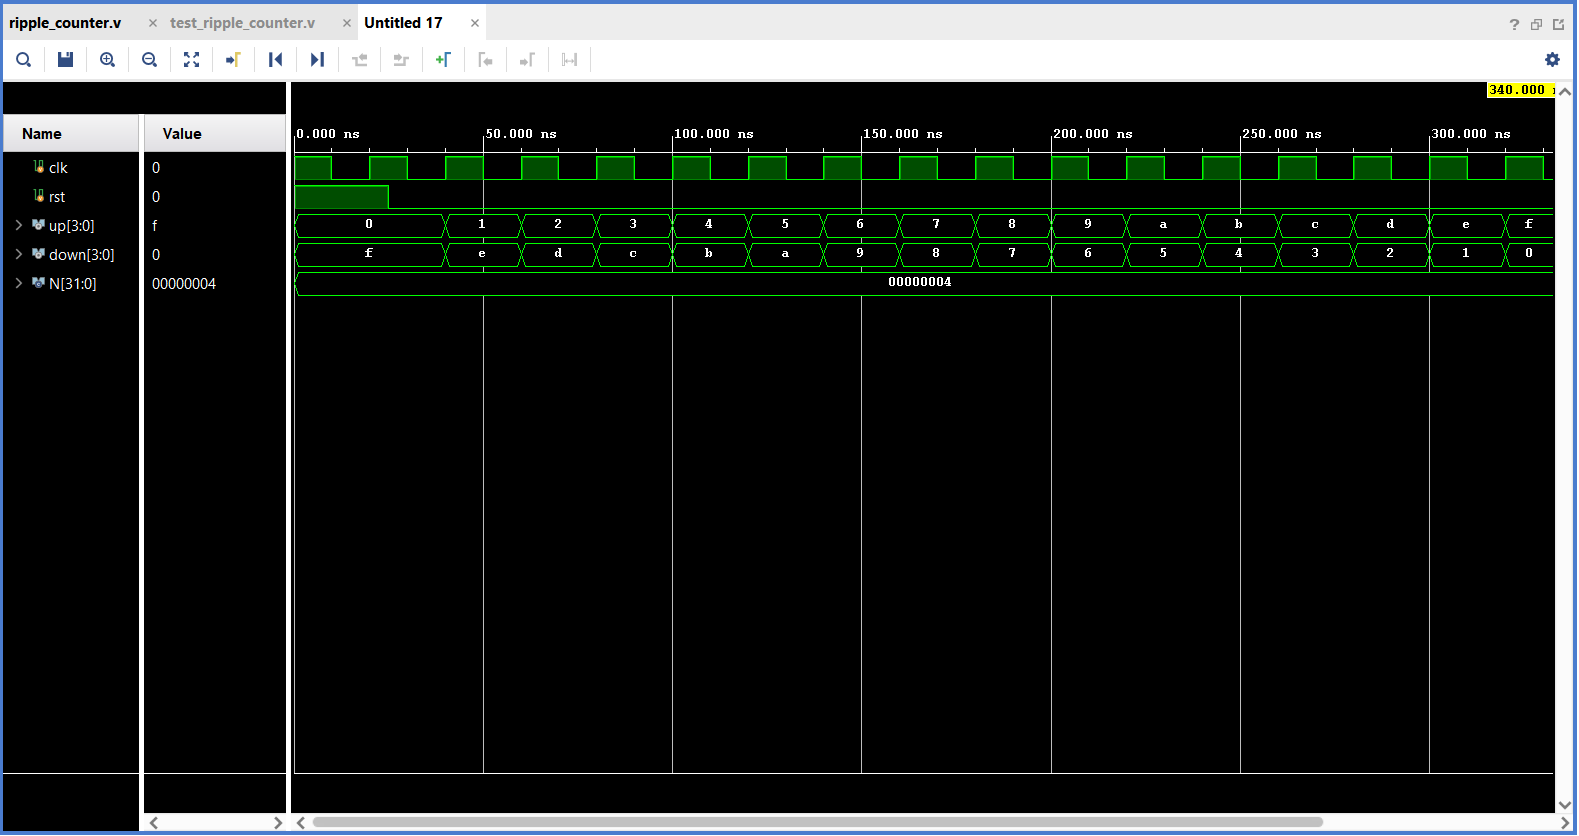 ripple_counter.v × test_ripple_counter.v × Untitled 17 × ?
340.000
Name Value 0.000 ns 50.000 ns 100.000 ns 150.000 ns 200.000 ns 250.000 ns 300.000 ns
clk 0
rst 0
up[3:0] f 0 1 2 3 4 5 6 7 8 9 a b c d e f
down[3:0] 0 f e d c b a 9 8 7 6 5 4 3 2 1 0
N[31:0] 00000004 00000004